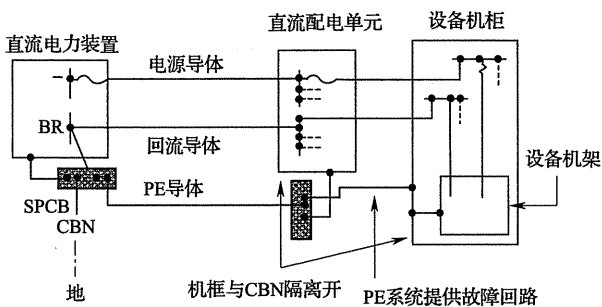 直流电力装置
直流配电单元
设备机柜
电源导体
BR
回流导体
设备机架
PE导体
SPCB
CBN
地
机框与CBN隔离开
PE系统提供故障回路